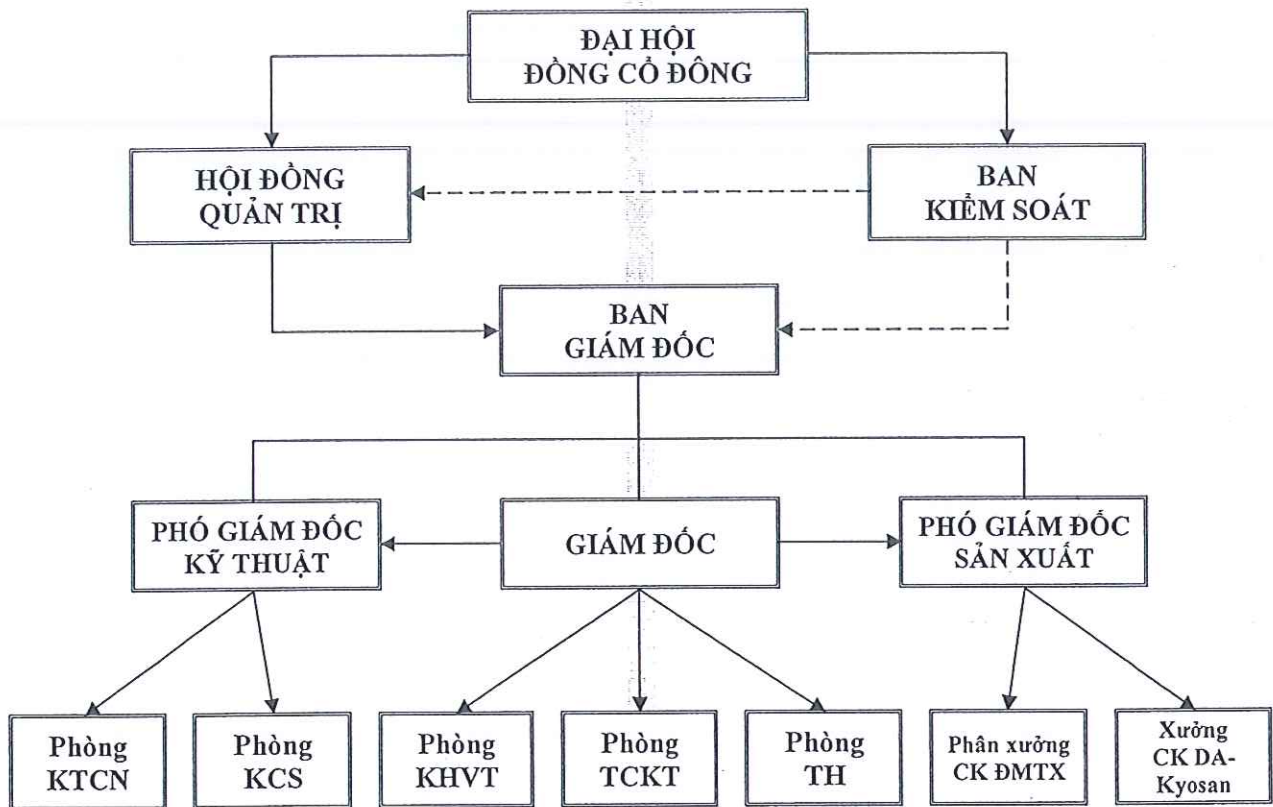 ĐẠI HỘI
ĐỒNG CỔ ĐÔNG
HỘI ĐỒNG
QUẢN TRỊ
BAN
KIỂM SOÁT
BAN
GIÁM ĐỐC
PHÓ GIÁM ĐỐC
KỸ THUẬT
GIÁM ĐỐC
PHÓ GIÁM ĐỐC
SẢN XUẤT
Phòng
KTCN
Phòng
KCS
Phòng
KHVT
Phòng
TCKT
Phòng
TH
Phân xưởng
CK ĐMTX
Xưởng
CK DA-
Kyosan